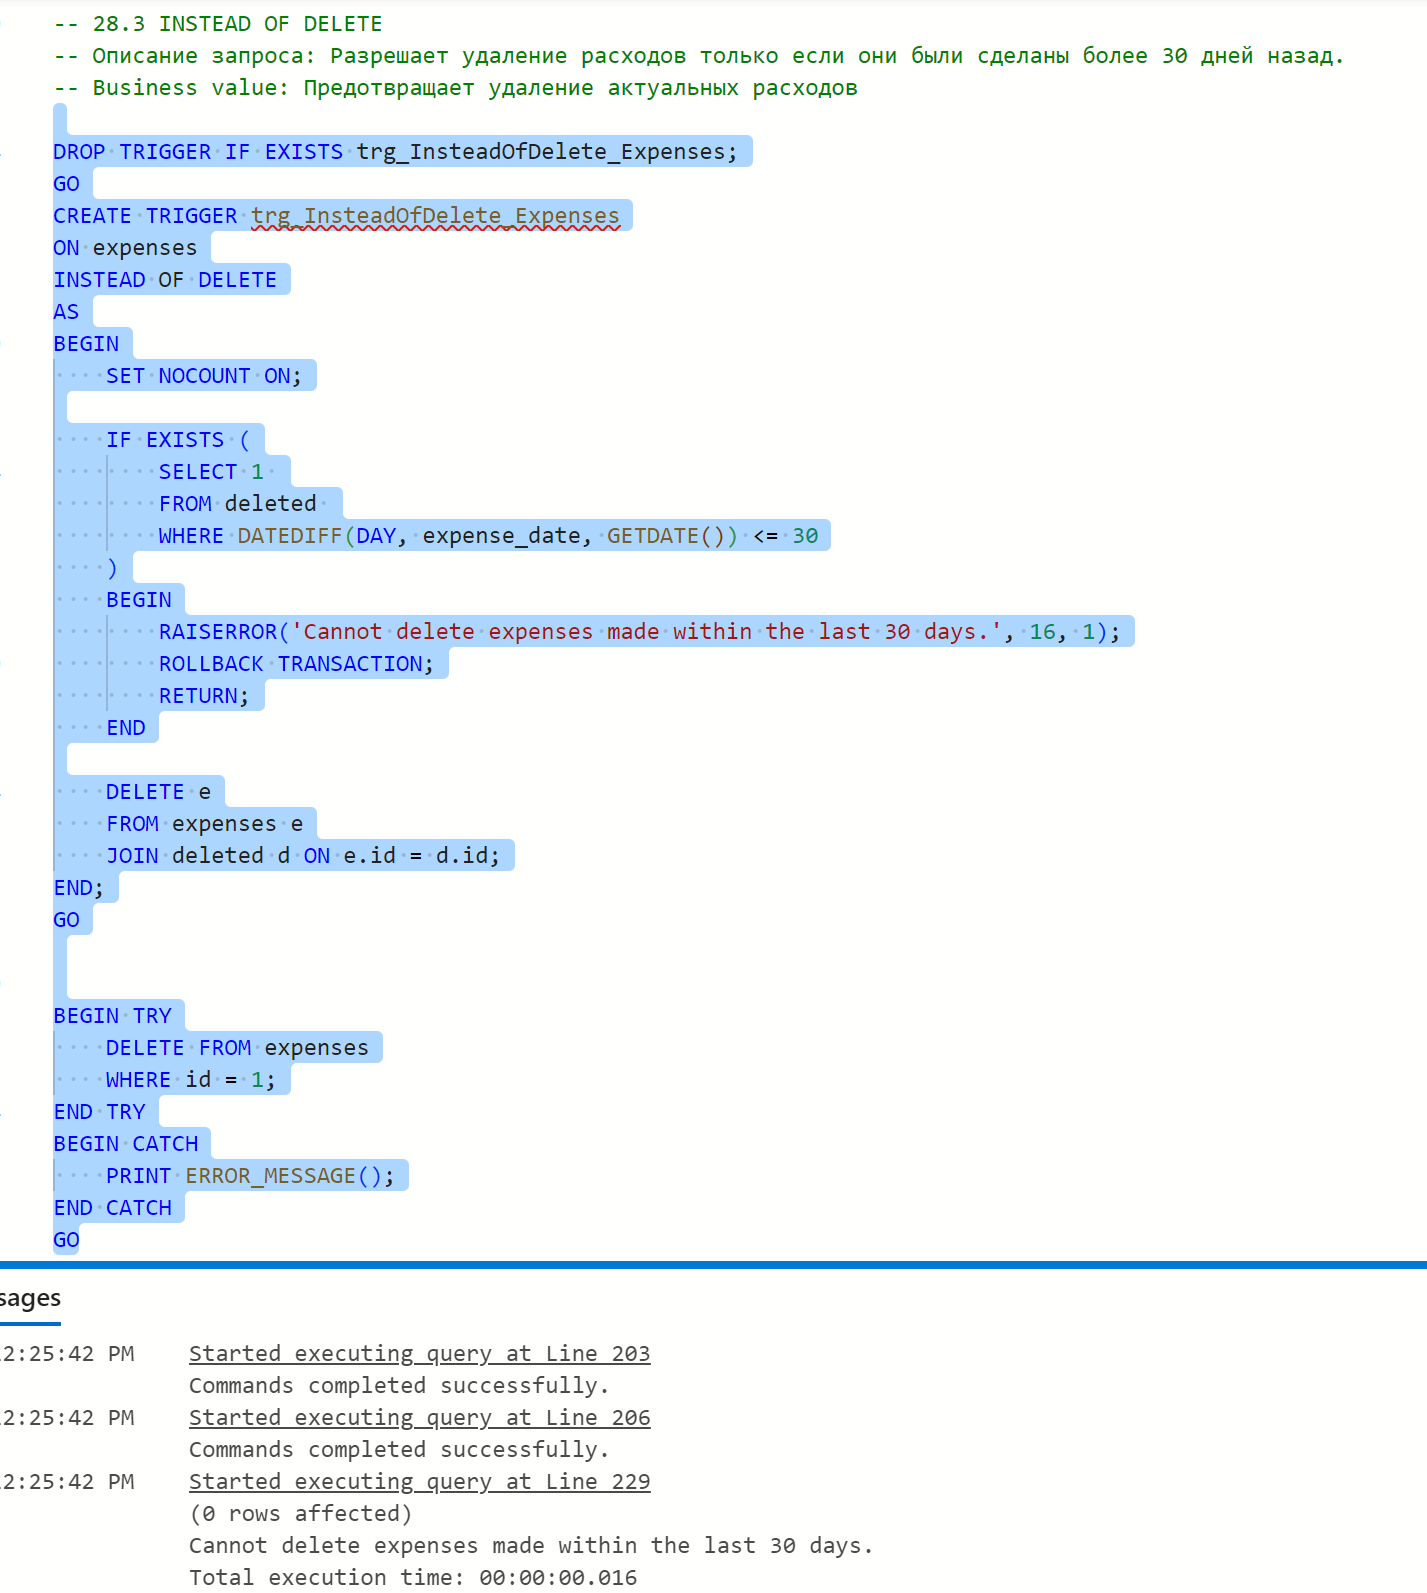 -- 28.3 INSTEAD OF DELETE
-- Описание запроса: Разрешает удаление расходов только если они были сделаны более 30 дней назад.
-- Business value: Предотвращает удаление актуальных расходов
DROP TRIGGER IF EXISTS trg_InsteadOfDelete_Expenses;
GO
CREATE TRIGGER trg_InsteadOfDelete_Expenses
ON expenses
INSTEAD OF DELETE
AS
BEGIN
    SET NOCOUNT ON;
    IF EXISTS (
        SELECT 1
        FROM deleted
        WHERE DATEDIFF(DAY, expense_date, GETDATE()) <= 30
    )
    BEGIN
        RAISERROR('Cannot delete expenses made within the last 30 days.', 16, 1);
        ROLLBACK TRANSACTION;
        RETURN;
    END
    DELETE e
    FROM expenses e
    JOIN deleted d ON e.id = d.id;
END;
GO
BEGIN TRY
    DELETE FROM expenses
    WHERE id = 1;
END TRY
BEGIN CATCH
    PRINT ERROR_MESSAGE();
END CATCH
GO
sages
2:25:42 PM Started executing query at Line 203
Commands completed successfully.
2:25:42 PM Started executing query at Line 206
Commands completed successfully.
2:25:42 PM Started executing query at Line 229
(0 rows affected)
Cannot delete expenses made within the last 30 days.
Total execution time: 00:00:00.016